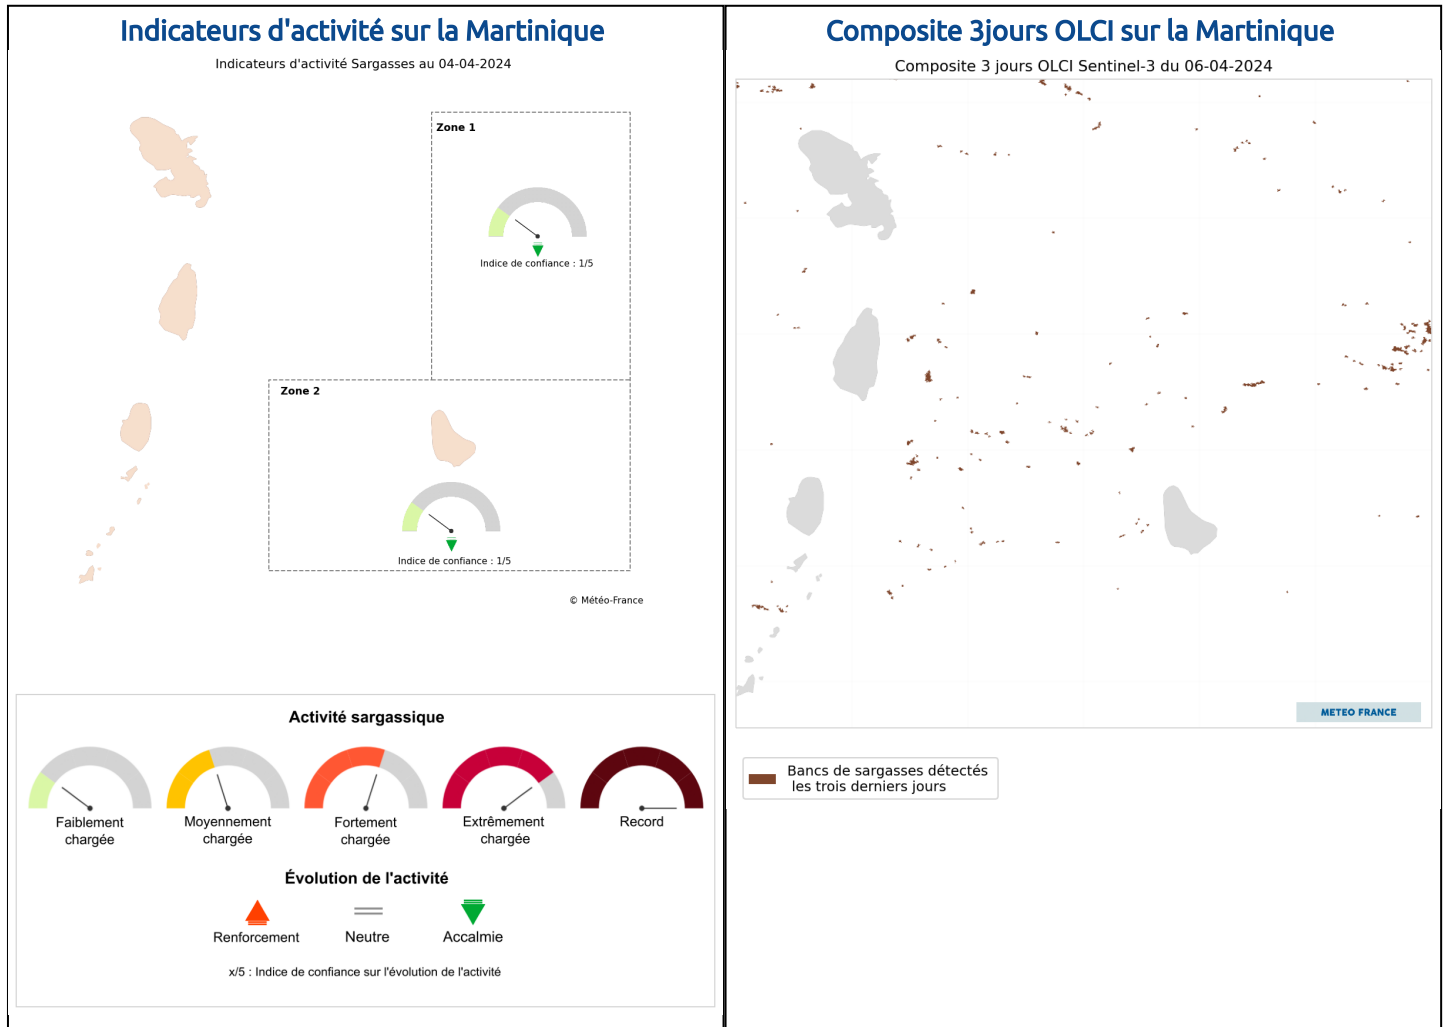 Indicateurs d'activité sur la Martinique
Indicateurs d'activité Sargasses au 04-04-2024
Zone 1
Indice de confiance : 1/5
Zone 2
Indice de confiance : 1/5
© Météo-France
Activité sargassique
Faiblement
chargée
Moyennement
chargée
Fortement
chargée
Extrêmement
chargée
Record
Évolution de l'activité
Renforcement
Neutre
Accalmie
x/5 : Indice de confiance sur l'évolution de l'activité
Composite 3jours OLCI sur la Martinique
Composite 3 jours OLCI Sentinel-3 du 06-04-2024
METEO FRANCE
Bancs de sargasses détectés
les trois derniers jours